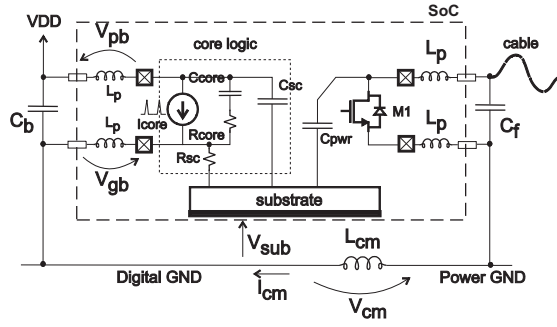 SoC
VDD
Vpb
core logic
Lp
cable
Lp
Ccore
Csc
Icore
M1
Cb
Lp
Rcore
Cpwr
Lp
Cf
Rsc
Vgb
substrate
Vsub
Lcm
Digital GND
icm
Power GND
Vcm